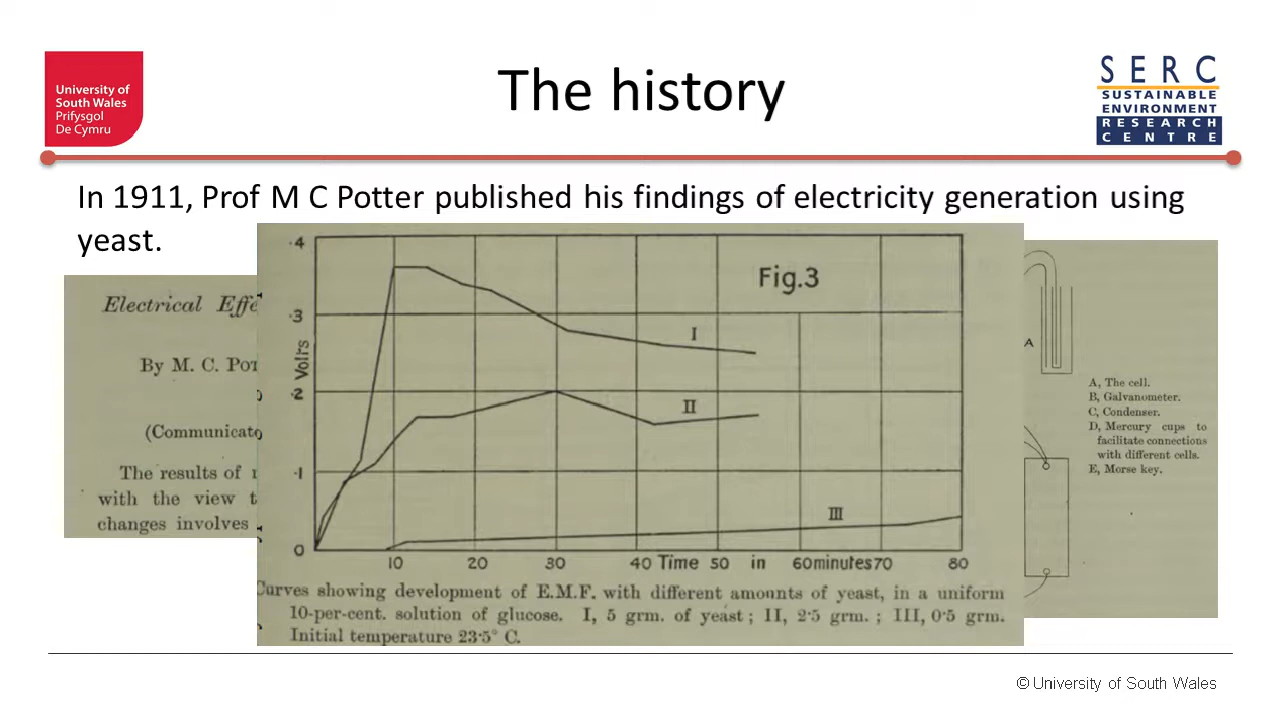 University of
South Wales
Prifysgol
De Cymru
The history
SERC
SUSTAINABLE
ENVIRONMENT
RESEARCH
CENTRE
In 1911, Prof M C Potter published his findings of electricity generation using
yeast.
Electrical Effe
By M. C. Pot
(Communicato
The results of
with the view t
changes involves
Fig.3
Volts
·4
·3
·2
·1
0
I
II
III
10 20 30 40 Time 50 in 60 minutes 70 80
Curves showing development of E.M.F. with different amounts of yeast, in a uniform
10-per-cent. solution of glucose. I, 5 grm. of yeast; II, 2·5 grm.; III, 0·5 grm.
Initial temperature 23·5° C.
A
A, The cell.
B, Galvanometer.
C, Condenser.
D, Mercury cups to
facilitate connections
with different cells.
E, Morse key.
© University of South Wales